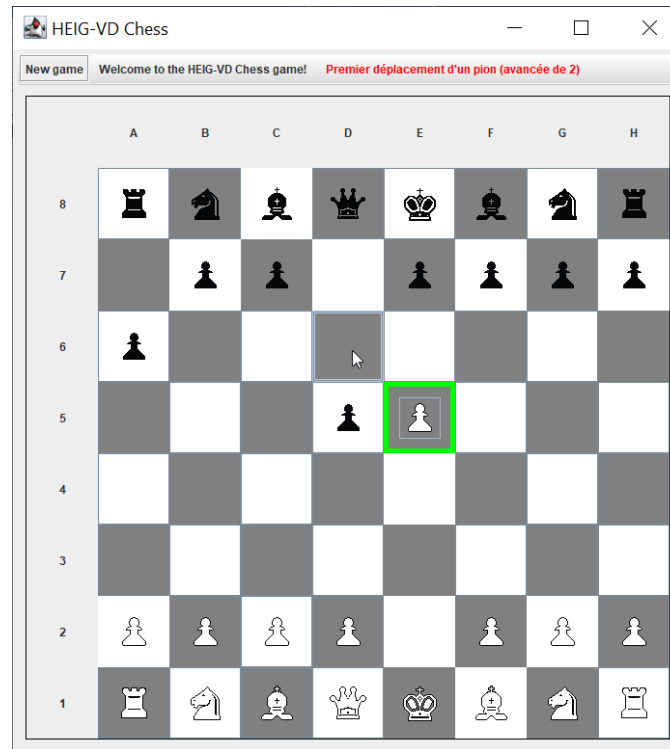 HEIG-VD Chess
New game Welcome to the HEIG-VD Chess game! Premier déplacement d'un pion (avancée de 2)
A B C D E F G H
8
7
6
5
4
3
2
1